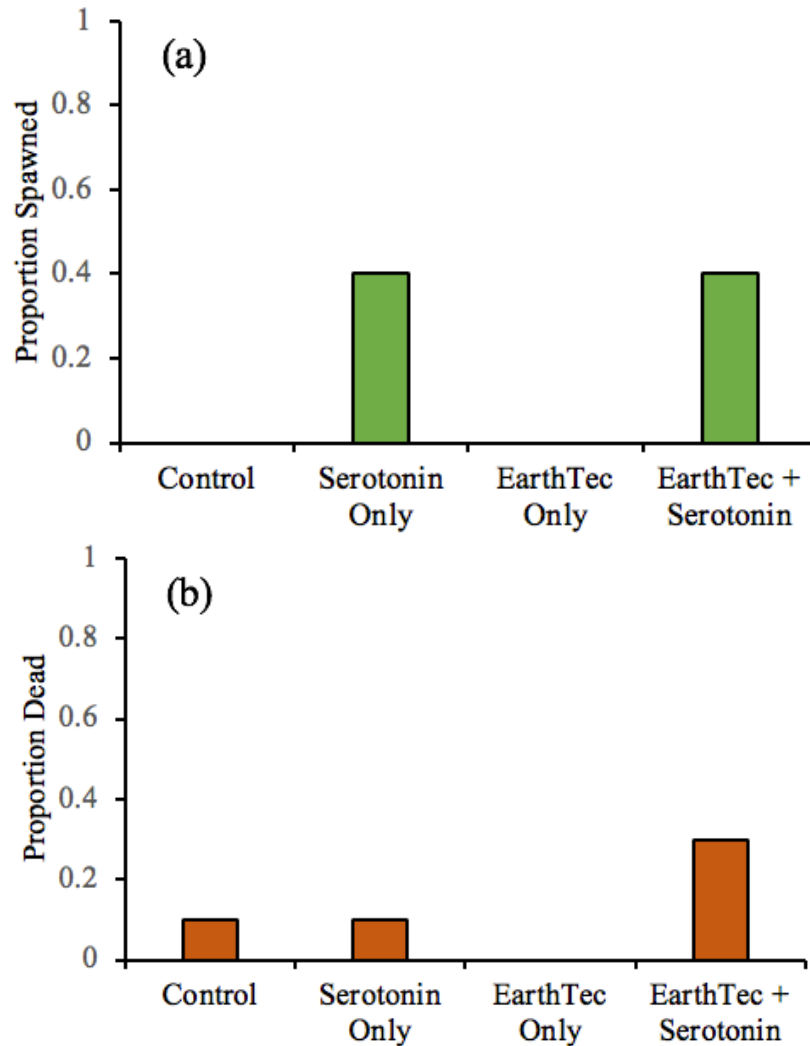 (a)
Proportion Spawned
1
0.8
0.6
0.4
0.2
0
Control
Serotonin
Only
EarthTec
Only
EarthTec +
Serotonin
(b)
Proportion Dead
1
0.8
0.6
0.4
0.2
0
Control
Serotonin
Only
EarthTec
Only
EarthTec +
Serotonin